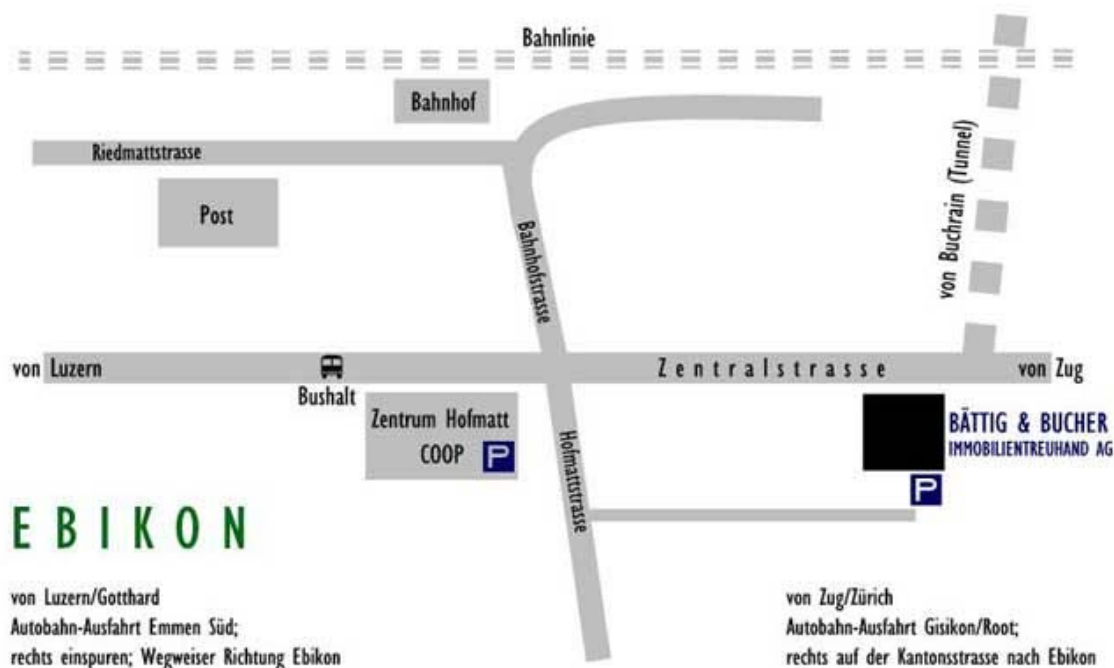 Bahnlinie
Bahnhof
Riedmattstrasse
Post
Bahnhofstrasse
von Buchrain (Tunnel)
von Luzern
Zentralstrasse
von Zug
Bushalt
Zentrum Hofmatt
COOP P
Hofmattstrasse
BÄTTIG & BUCHER
IMMOBILIENTREUHAND AG
P
EBIKON
von Luzern/Gotthard
Autobahn-Ausfahrt Emmen Süd;
rechts einspuren; Wegweiser Richtung Ebikon
von Zug/Zürich
Autobahn-Ausfahrt Gisikon/Root;
rechts auf der Kantonsstrasse nach Ebikon